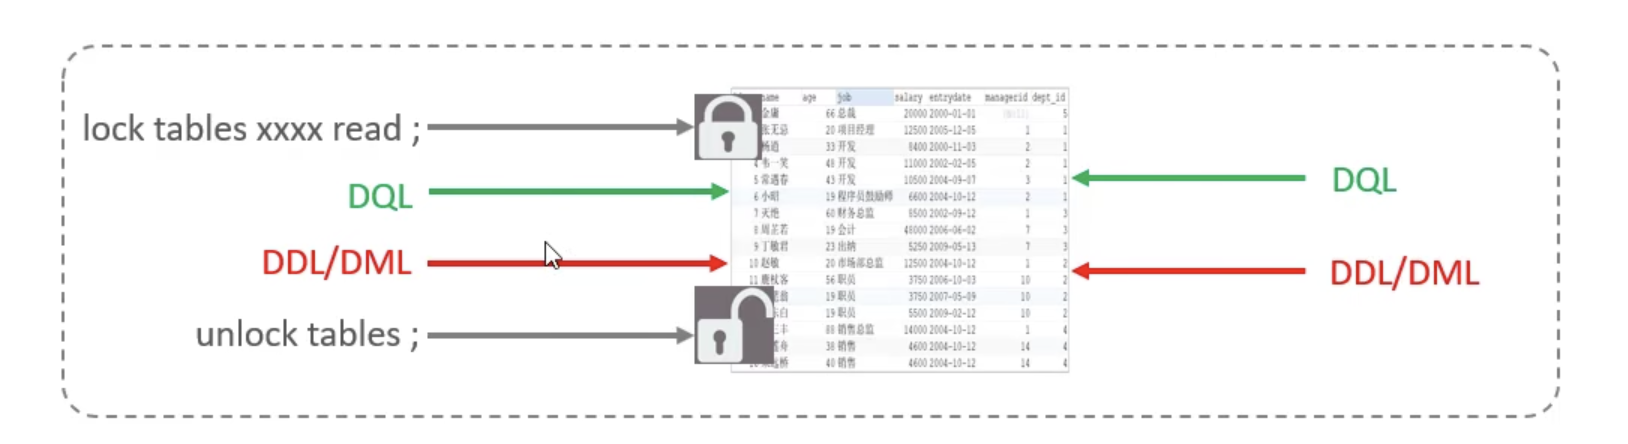 name age job salary entrydate managerid dept_id
金庸 66 总裁 20000 2000-01-01 5
lock tables xxxx read ;
张无忌 20 项目经理 12500 2005-12-05 1 1
杨逍 33 开发 8400 2000-11-03 2 1
4 韦一笑 48 开发 11000 2002-02-05 2 1
5 常遇春 43 开发 10500 2004-09-07 3 1
DQL
DQL
6 小昭 19 程序员鼓励师 6600 2004-10-12 2 1
7 灭绝 60 财务总监 8500 2002-09-12 1 3
8 周芷若 19 会计 48000 2006-06-02 7 3
9 丁敏君 23 出纳 5250 2009-05-13 7 3
DDL/DML
10 赵敏 20 市场部总监 12500 2004-10-12 1 2
DDL/DML
11 鹿杖客 56 职员 3750 2006-10-03 10 2
翁 19 职员 3750 2007-05-09 10 2
东白 19 职员 5500 2009-02-12 10 2
unlock tables ;
三丰 88 销售总监 14000 2004-10-12 1 4
莲舟 38 销售 4600 2004-10-12 14 4
远桥 40 销售 4600 2004-10-12 14 4